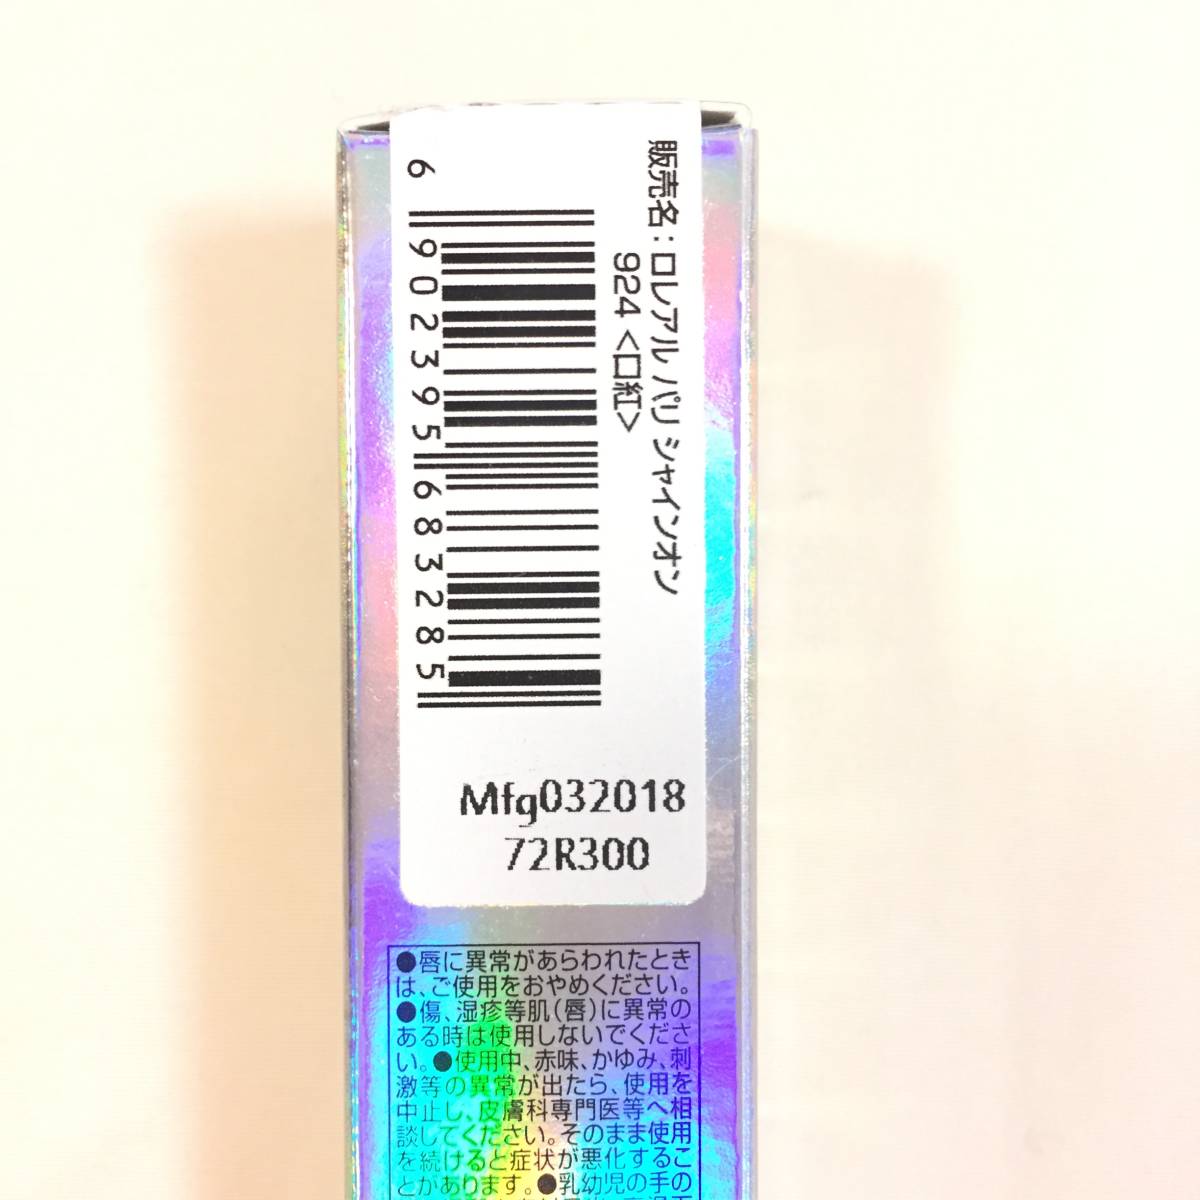 販売名：ロレアル パリ シャインオン
924 <口紅>
6 902395 683285
Mfg032018
72R300
●唇に異常があらわれたとき
は、ご使用をおやめください。
●傷、湿疹等肌(唇)に異常の
ある時は使用しないでくださ
い。●使用中、赤味、かゆみ、刺
激等の異常が出たら、使用を
中止し、皮膚科専門医等へ相
談してください。そのまま使用
を続けると症状が悪化するこ
とがあります。●乳幼児の手の